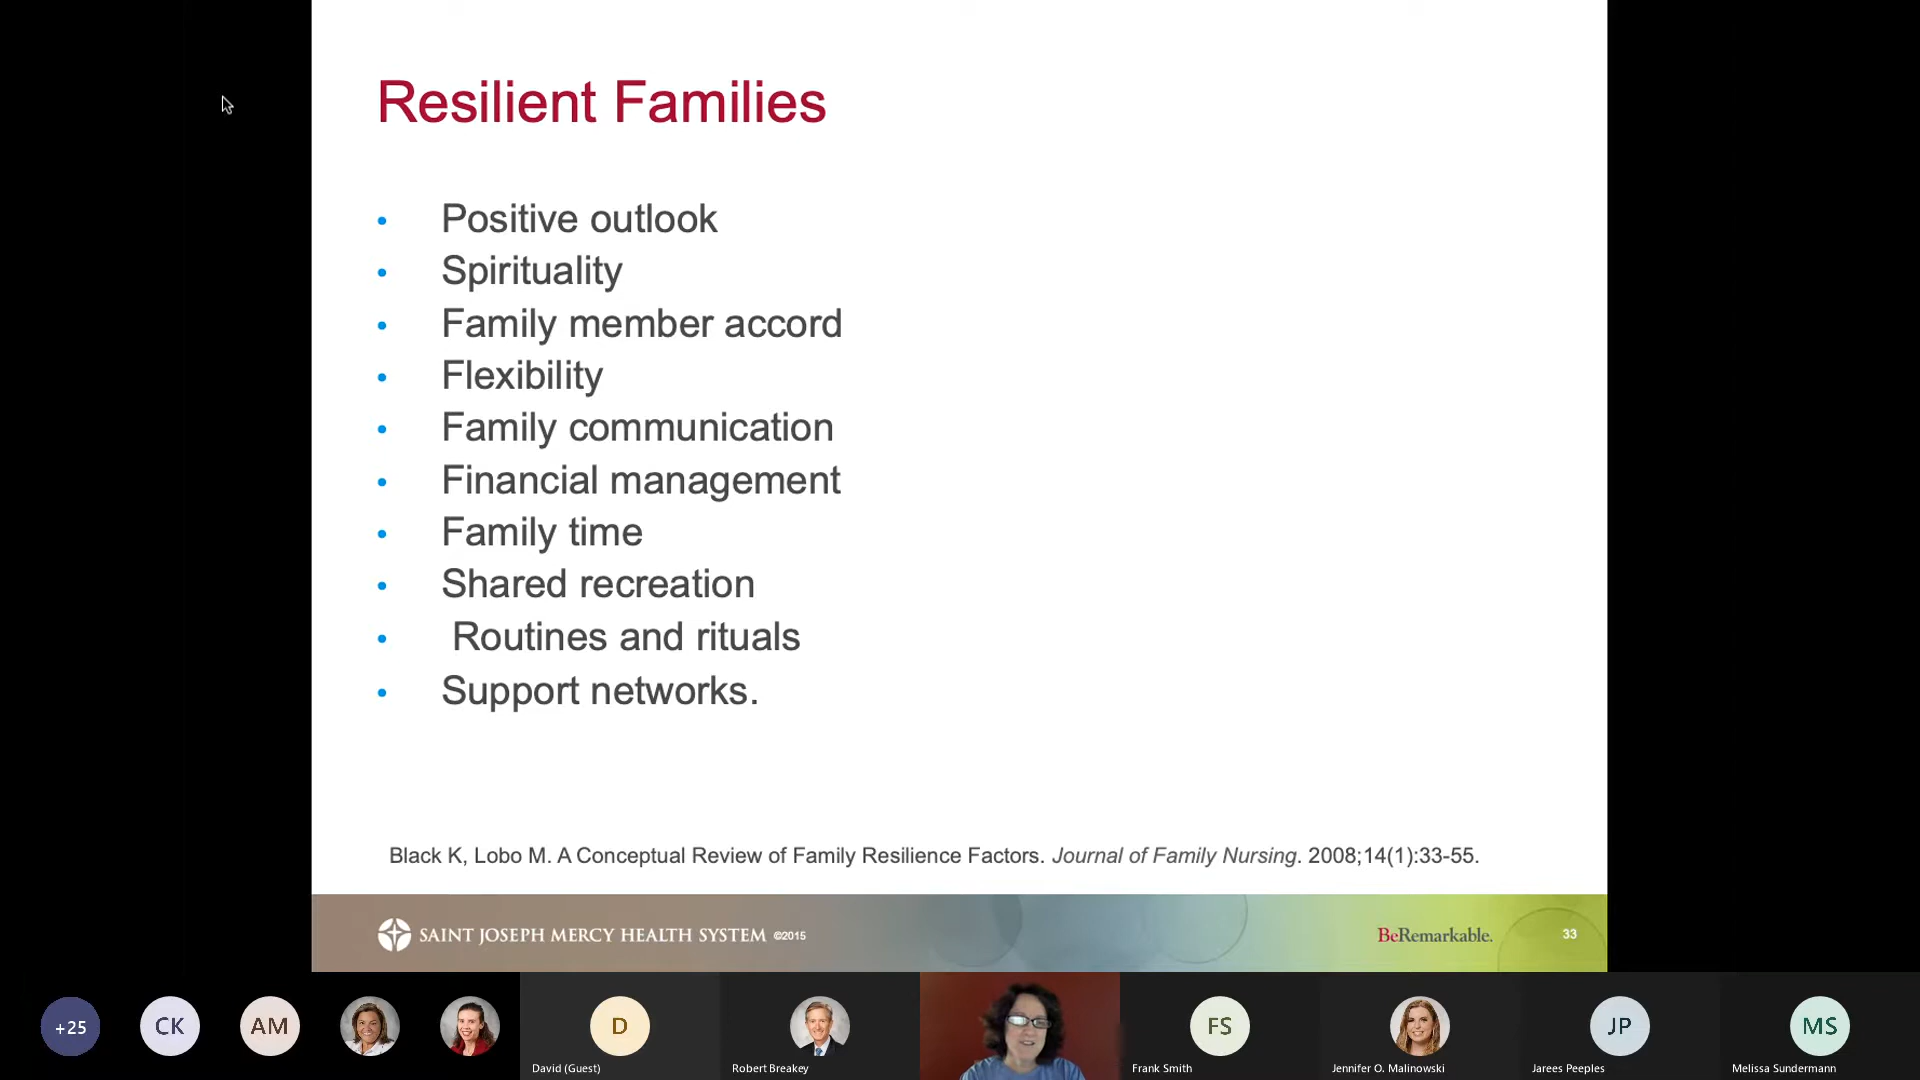 Resilient Families
• Positive outlook
• Spirituality
• Family member accord
• Flexibility
• Family communication
• Financial management
• Family time
• Shared recreation
• Routines and rituals
• Support networks.
Black K, Lobo M. A Conceptual Review of Family Resilience Factors. Journal of Family Nursing. 2008;14(1):33-55.
SAINT JOSEPH MERCY HEALTH SYSTEM ©2015
BeRemarkable.
33
+25
CK
AM
D
David (Guest)
Robert Breakey
FS
Frank Smith
Jennifer O. Malinowski
JP
Jarees Peeples
MS
Melissa Sundermann